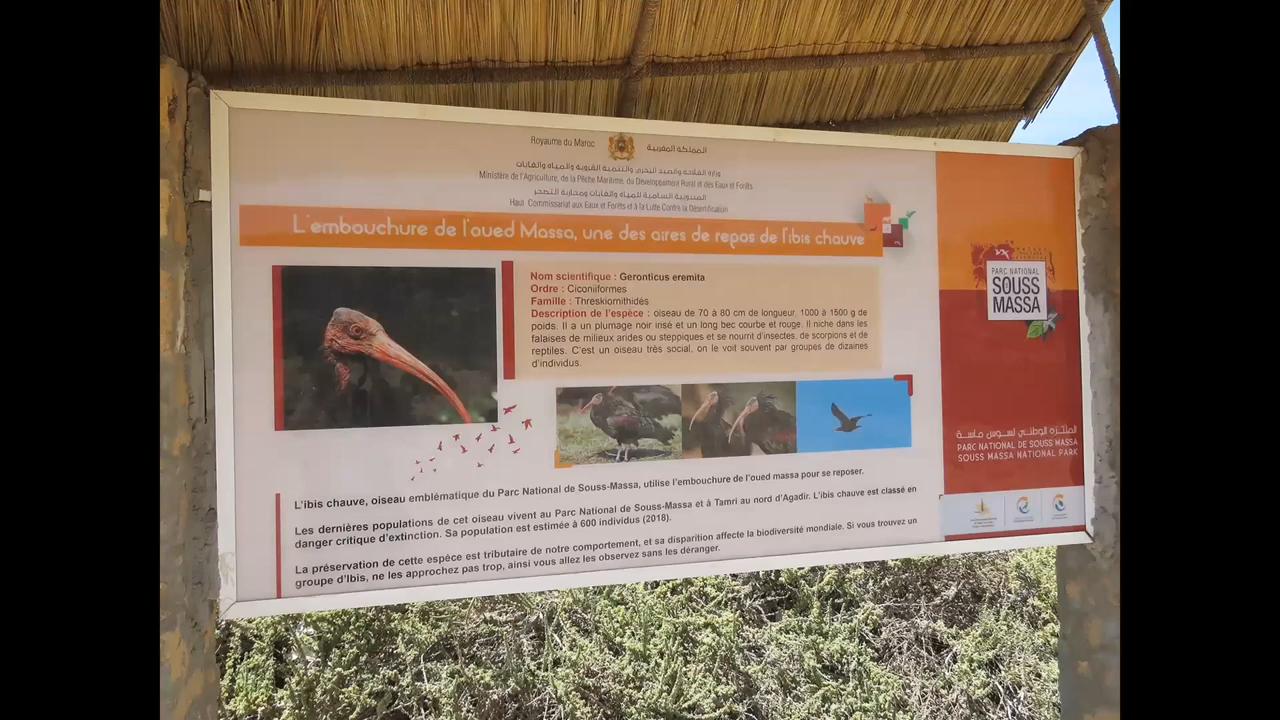 Royaume du Maroc المملكة المغربية
وزارة الفلاحة والصيد البحري والتنمية القروية والمياه والغابات
Ministère de l'Agriculture, de la Pêche Maritime, du Développement Rural et des Eaux et Forêts
المندوبية السامية للمياه والغابات ومحاربة التصحر
Haut Commissariat aux Eaux et Forêts et à la Lutte Contre la Désertification
L'embouchure de l'oued Massa, une des aires de repos de l'ibis chauve
Nom scientifique : Geronticus eremita
Ordre : Ciconiiformes
Famille : Threskiornithidés
Description de l'espèce : oiseau de 70 à 80 cm de longueur, 1000 à 1500 g de
poids. Il a un plumage noir irisé et un long bec courbe et rouge. Il niche dans les
falaises de milieux arides ou steppiques et se nourrit d'insectes, de scorpions et de
reptiles. C'est un oiseau très social, on le voit souvent par groupes de dizaines
d'individus.
L'ibis chauve, oiseau emblématique du Parc National de Souss-Massa, utilise l'embouchure de l'oued massa pour se reposer.
Les dernières populations de cet oiseau vivent au Parc National de Souss-Massa et à Tamri au nord d'Agadir. L'ibis chauve est classé en
danger critique d'extinction. Sa population est estimée à 600 individus (2018).
La préservation de cette espèce est tributaire de notre comportement, et sa disparition affecte la biodiversité mondiale. Si vous trouvez un
groupe d'Ibis, ne les approchez pas trop, ainsi vous allez les observez sans les déranger.
PARC NATIONAL
SOUSS
MASSA
المنتزه الوطني لسوس ماسة
PARC NATIONAL DE SOUSS MASSA
SOUSS MASSA NATIONAL PARK